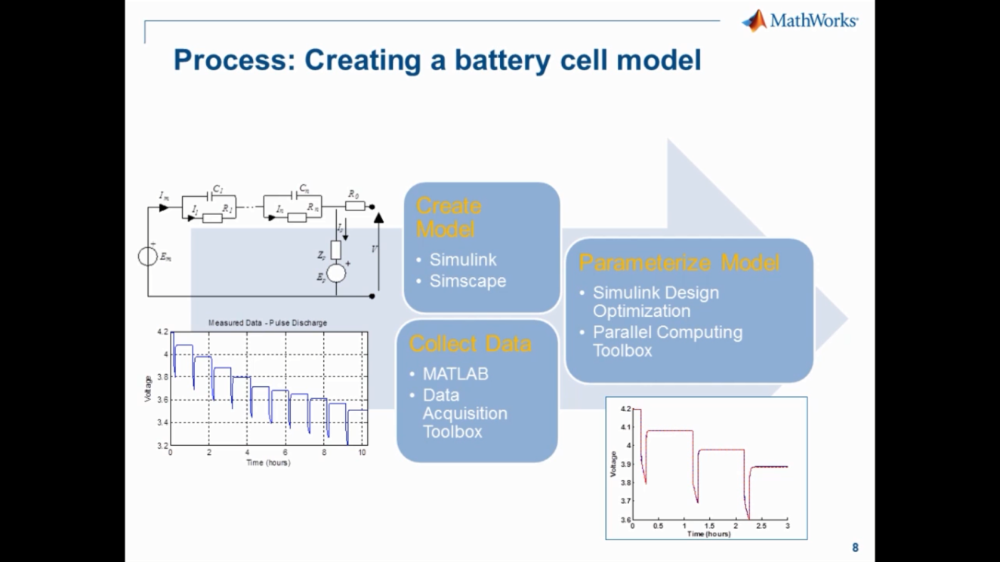 MathWorks®
Process: Creating a battery cell model
I_m
C_1
I_1
R_1
C_n
I_n
R_n
R_0
E_m
+
I_p
Z_p
+
E_p
V
Measured Data - Pulse Discharge
4.2
4
3.8
3.6
3.4
3.2
Voltage
0 2 4 6 8 10
Time (hours)
Create
Model
• Simulink
• Simscape
Collect Data
• MATLAB
• Data
Acquisition
Toolbox
Parameterize Model
• Simulink Design
Optimization
• Parallel Computing
Toolbox
4.2
4.1
4
3.9
3.8
3.7
3.6
Voltage
0 0.5 1 1.5 2 2.5 3
Time (hours)
8